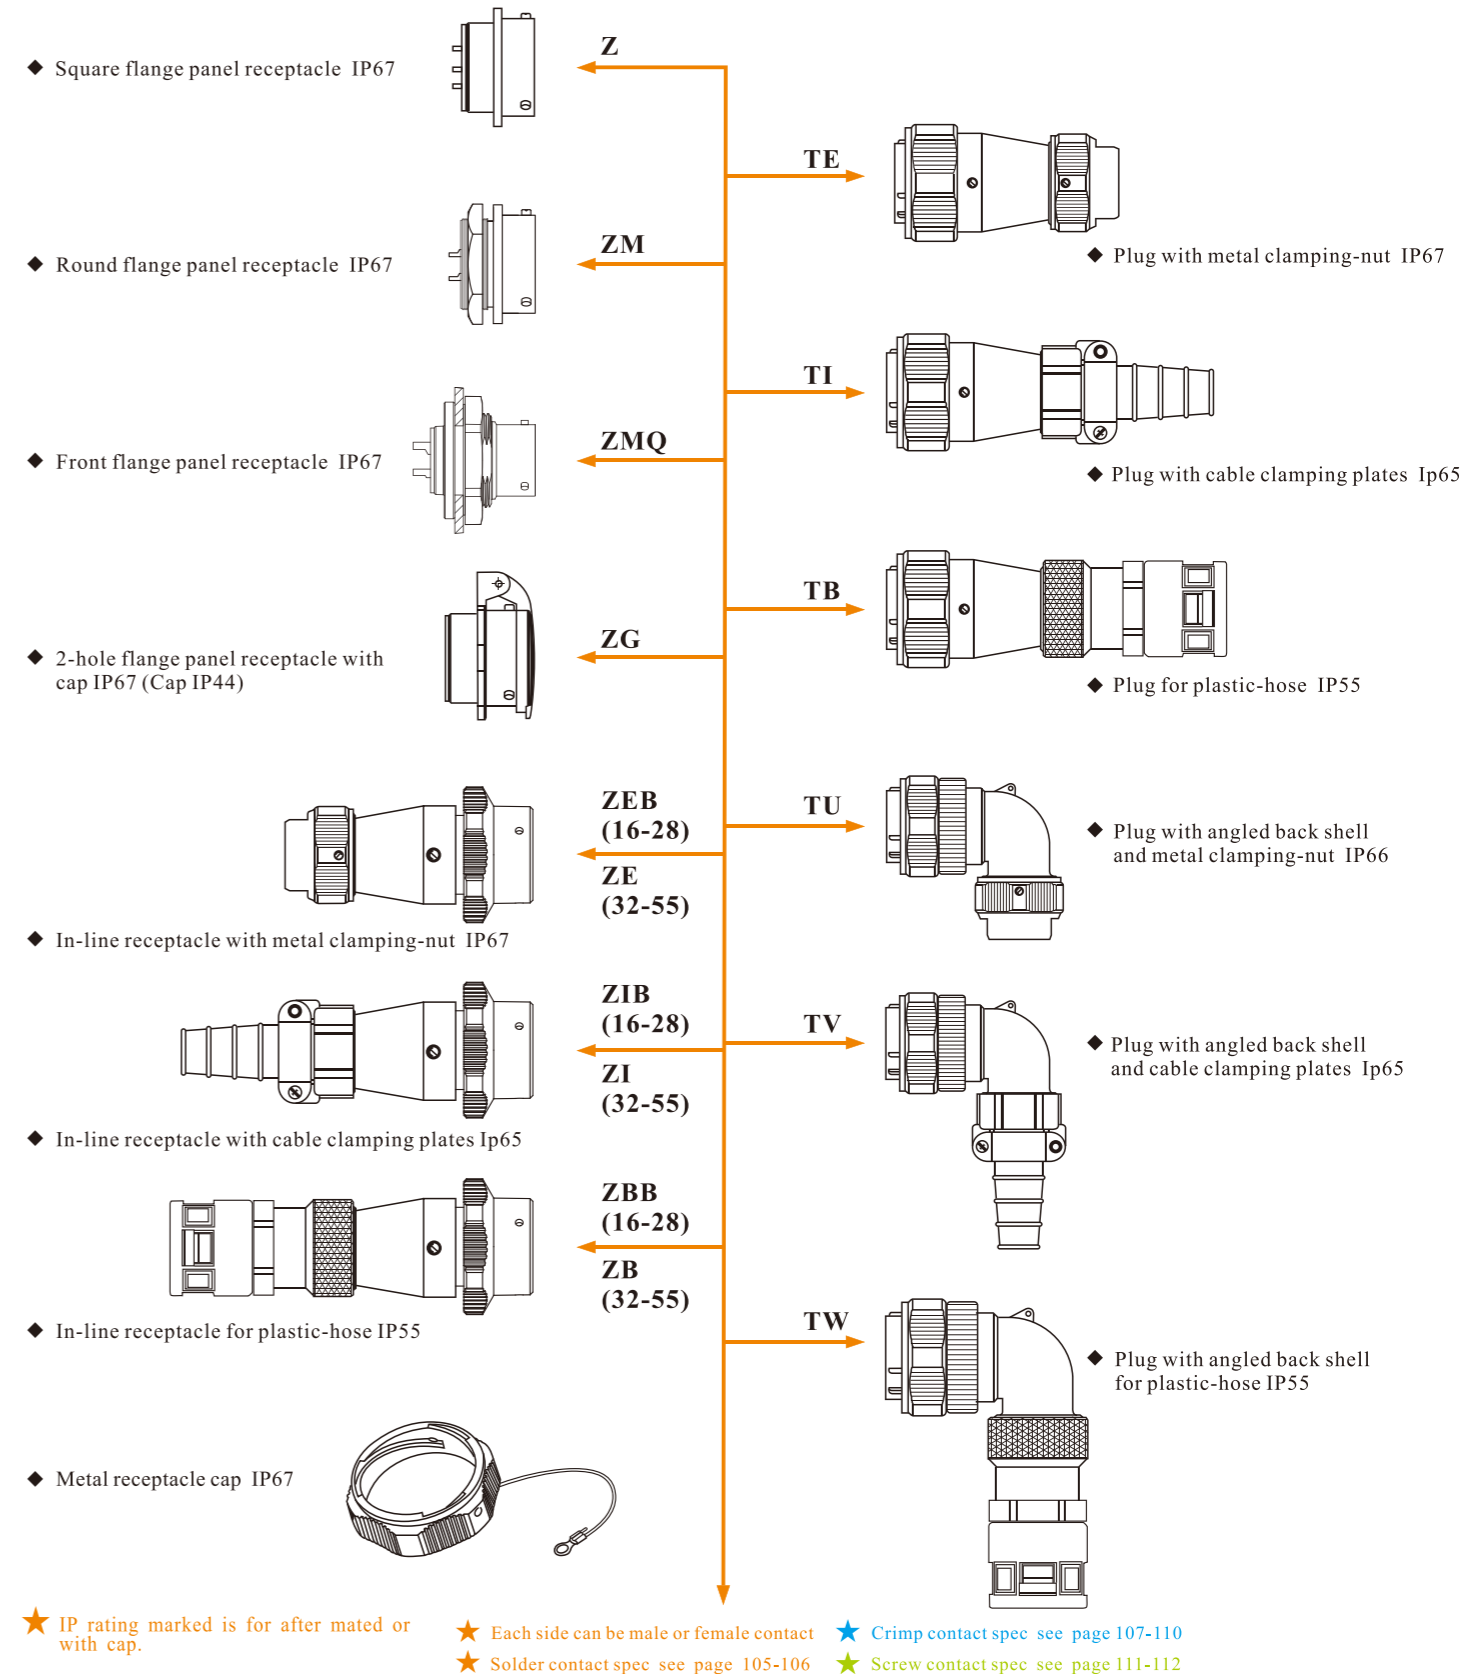 Z
◆ Square flange panel receptacle IP67
ZM
◆ Round flange panel receptacle IP67
ZMQ
◆ Front flange panel receptacle IP67
ZG
◆ 2-hole flange panel receptacle with
cap IP67 (Cap IP44)
ZEB
(16-28)
ZE
(32-55)
◆ In-line receptacle with metal clamping-nut IP67
ZIB
(16-28)
ZI
(32-55)
◆ In-line receptacle with cable clamping plates Ip65
ZBB
(16-28)
ZB
(32-55)
◆ In-line receptacle for plastic-hose IP55
◆ Metal receptacle cap IP67
TE
◆ Plug with metal clamping-nut IP67
TI
◆ Plug with cable clamping plates Ip65
TB
◆ Plug for plastic-hose IP55
TU
◆ Plug with angled back shell
and metal clamping-nut IP66
TV
◆ Plug with angled back shell
and cable clamping plates Ip65
TW
◆ Plug with angled back shell
for plastic-hose IP55
★ IP rating marked is for after mated or
with cap.
★ Each side can be male or female contact
★ Solder contact spec see page 105-106
★ Crimp contact spec see page 107-110
★ Screw contact spec see page 111-112